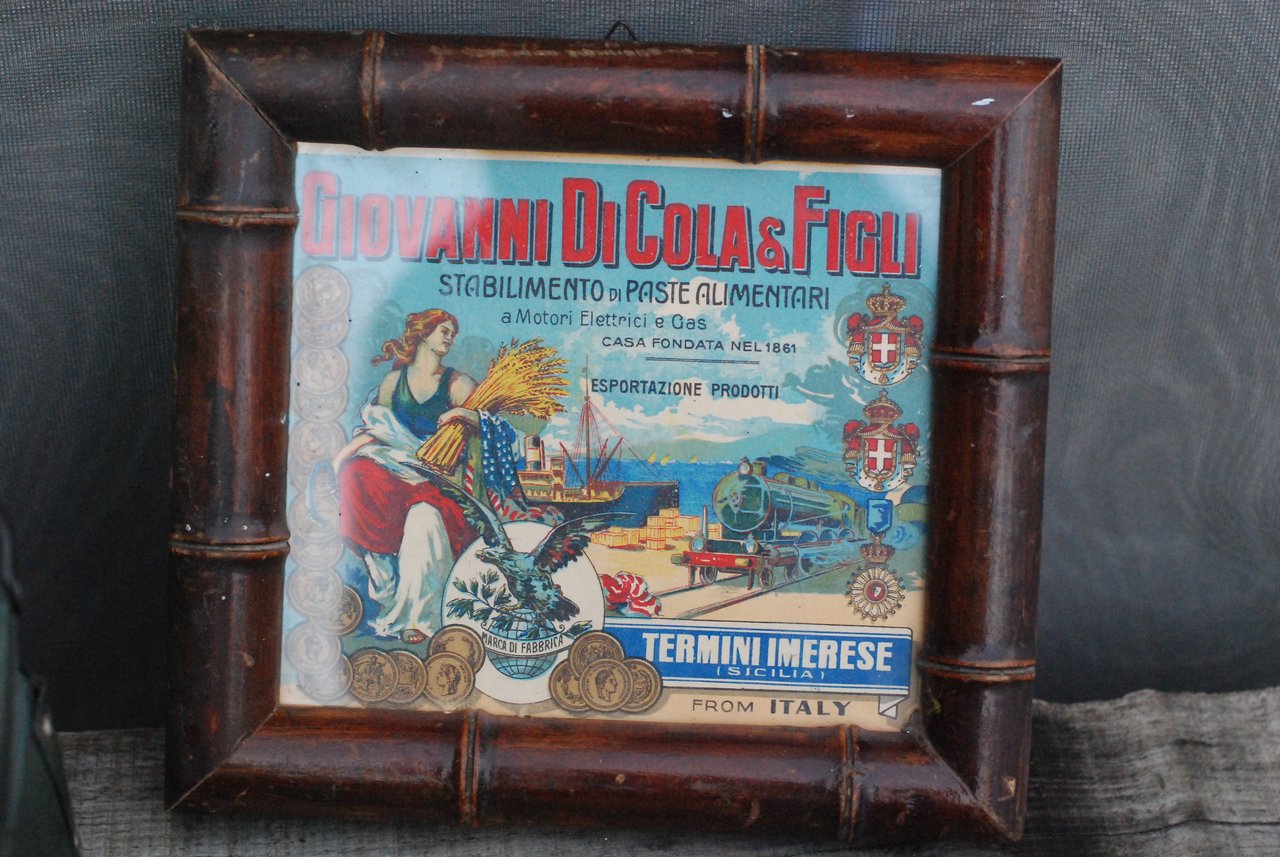 GIOVANNI DI COLA & FIGLI
STABILIMENTO DI PASTE ALIMENTARI
a Motori Elettrici e Gas
CASA FONDATA NEL 1861
ESPORTAZIONE PRODOTTI
MARCA DI FABBRICA
TERMINI IMERESE
(SICILIA)
FROM ITALY